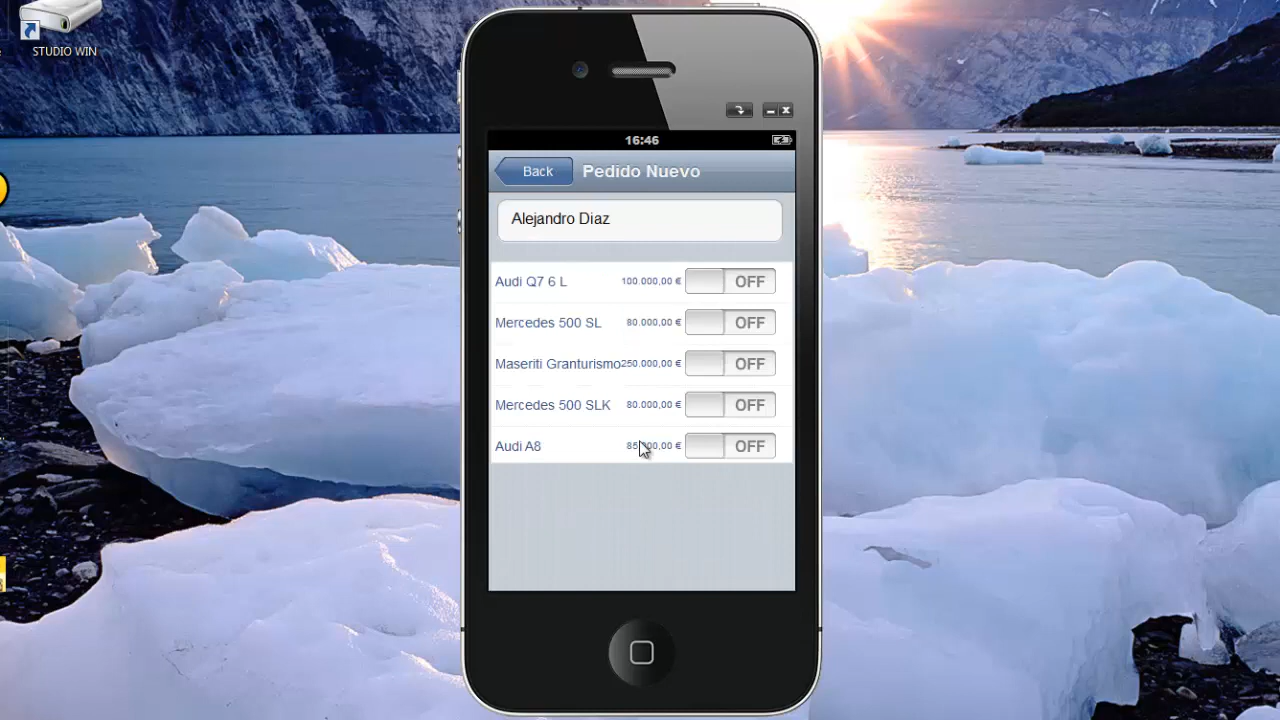 STUDIO WIN
16:46
Back
Pedido Nuevo
Alejandro Diaz
Audi Q7 6 L 100.000,00 € OFF
Mercedes 500 SL 80.000,00 € OFF
Maseriti Granturismo 250.000,00 € OFF
Mercedes 500 SLK 80.000,00 € OFF
Audi A8 € OFF